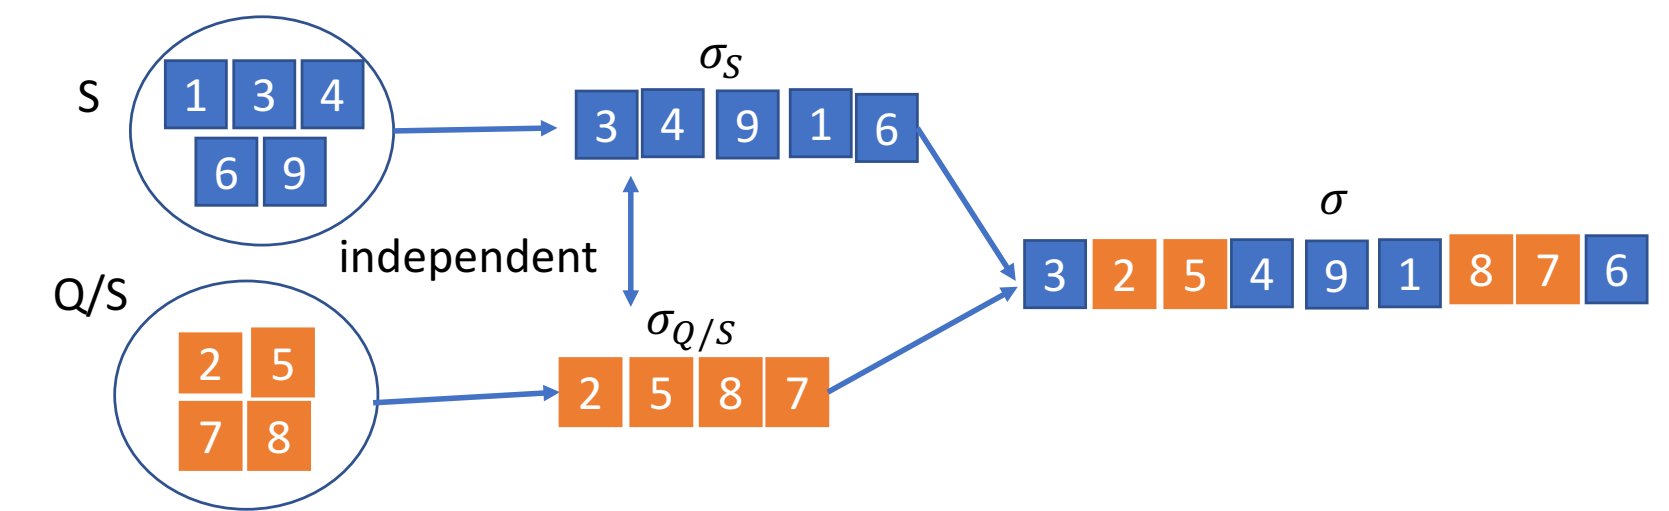 S
1 3 4
6 9
σ_S
3 4 9 1 6
independent
Q/S
2 5
7 8
σ_{Q/S}
2 5 8 7
σ
3 2 5 4 9 1 8 7 6